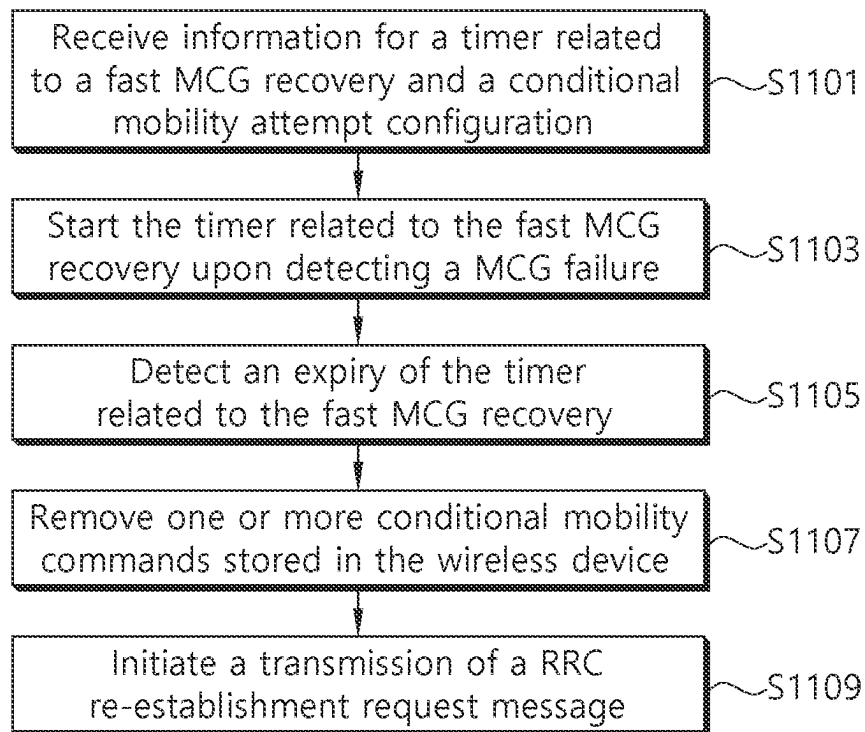 Receive information for a timer related
to a fast MCG recovery and a conditional
mobility attempt configuration
S1101
Start the timer related to the fast MCG
recovery upon detecting a MCG failure
S1103
Detect an expiry of the timer
related to the fast MCG recovery
S1105
Remove one or more conditional mobility
commands stored in the wireless device
S1107
Initiate a transmission of a RRC
re-establishment request message
S1109